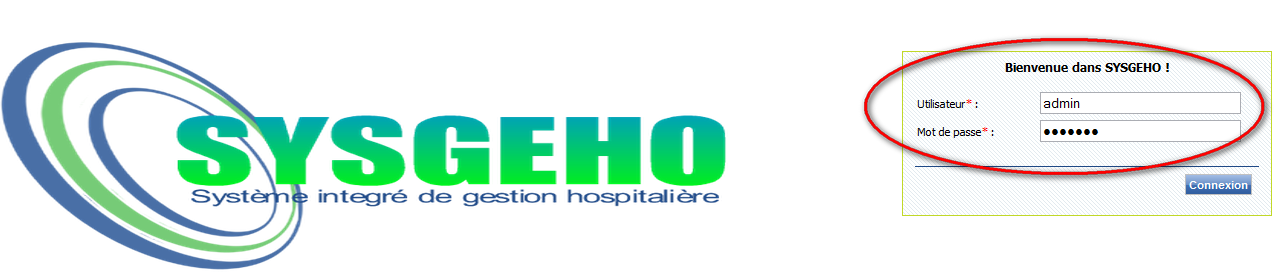 SYSGEHO
Système integré de gestion hospitalière
Bienvenue dans SYSGEHO !
Utilisateur* : admin
Mot de passe* : •••••••
Connexion